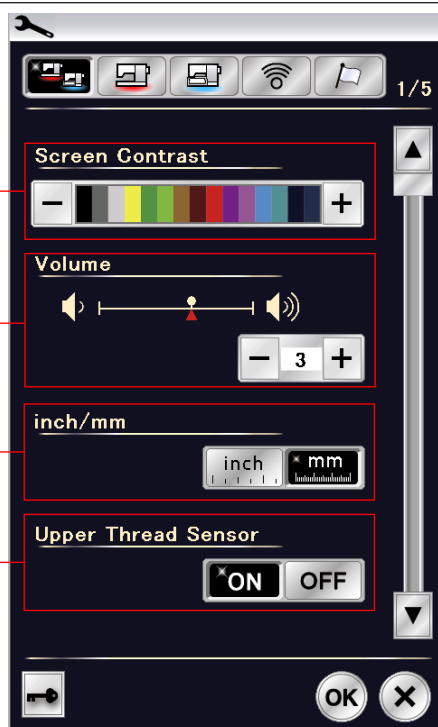 1/5
Screen Contrast
− +
Volume
− 3 +
inch/mm
inch mm
Upper Thread Sensor
ON OFF
OK